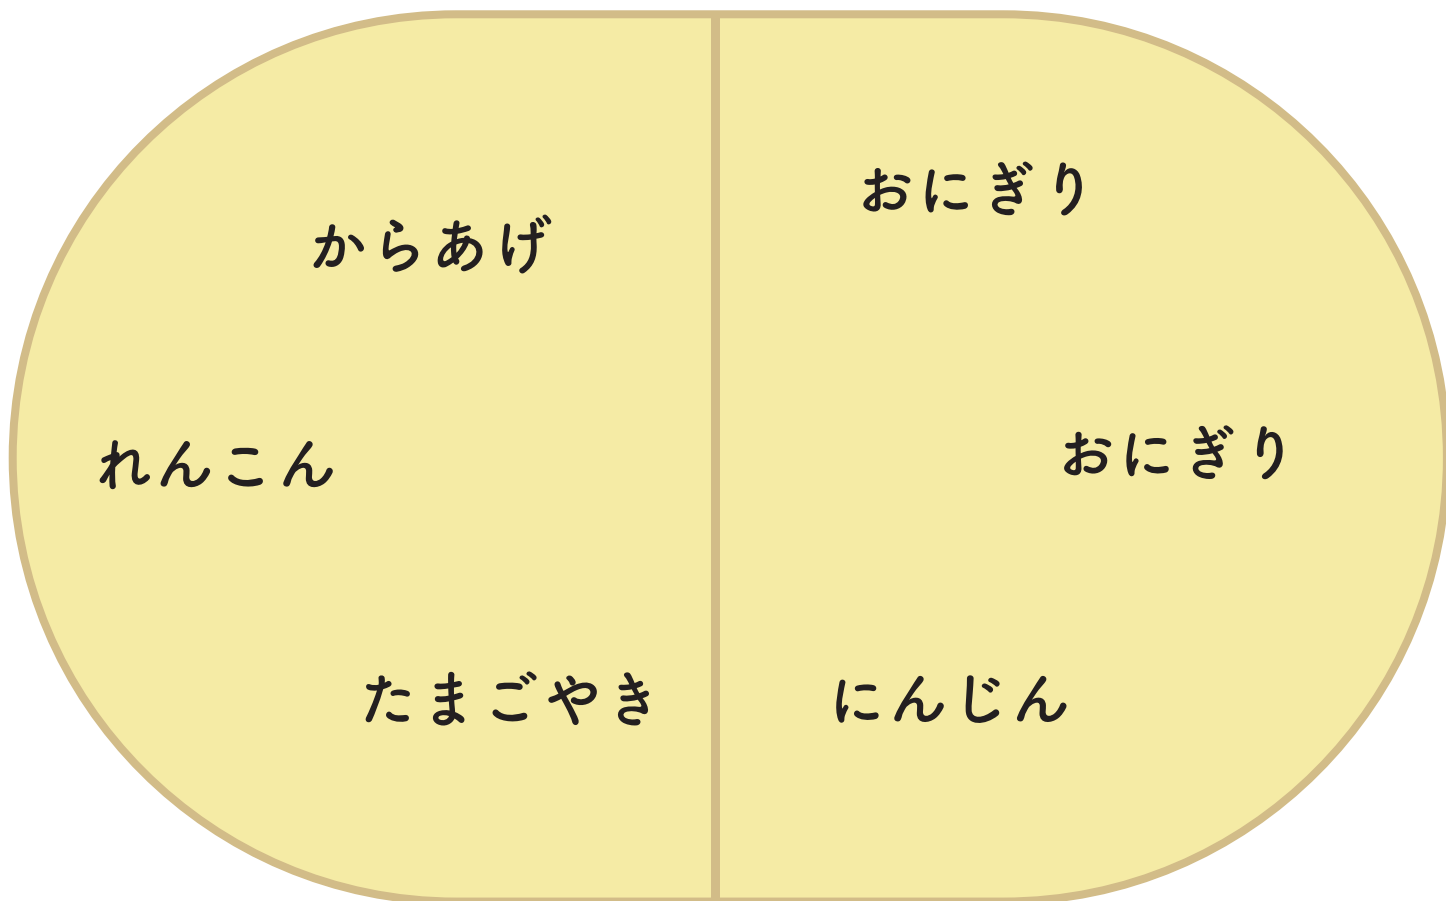 からあげ
れんこん
たまごやき
おにぎり
おにぎり
にんじん